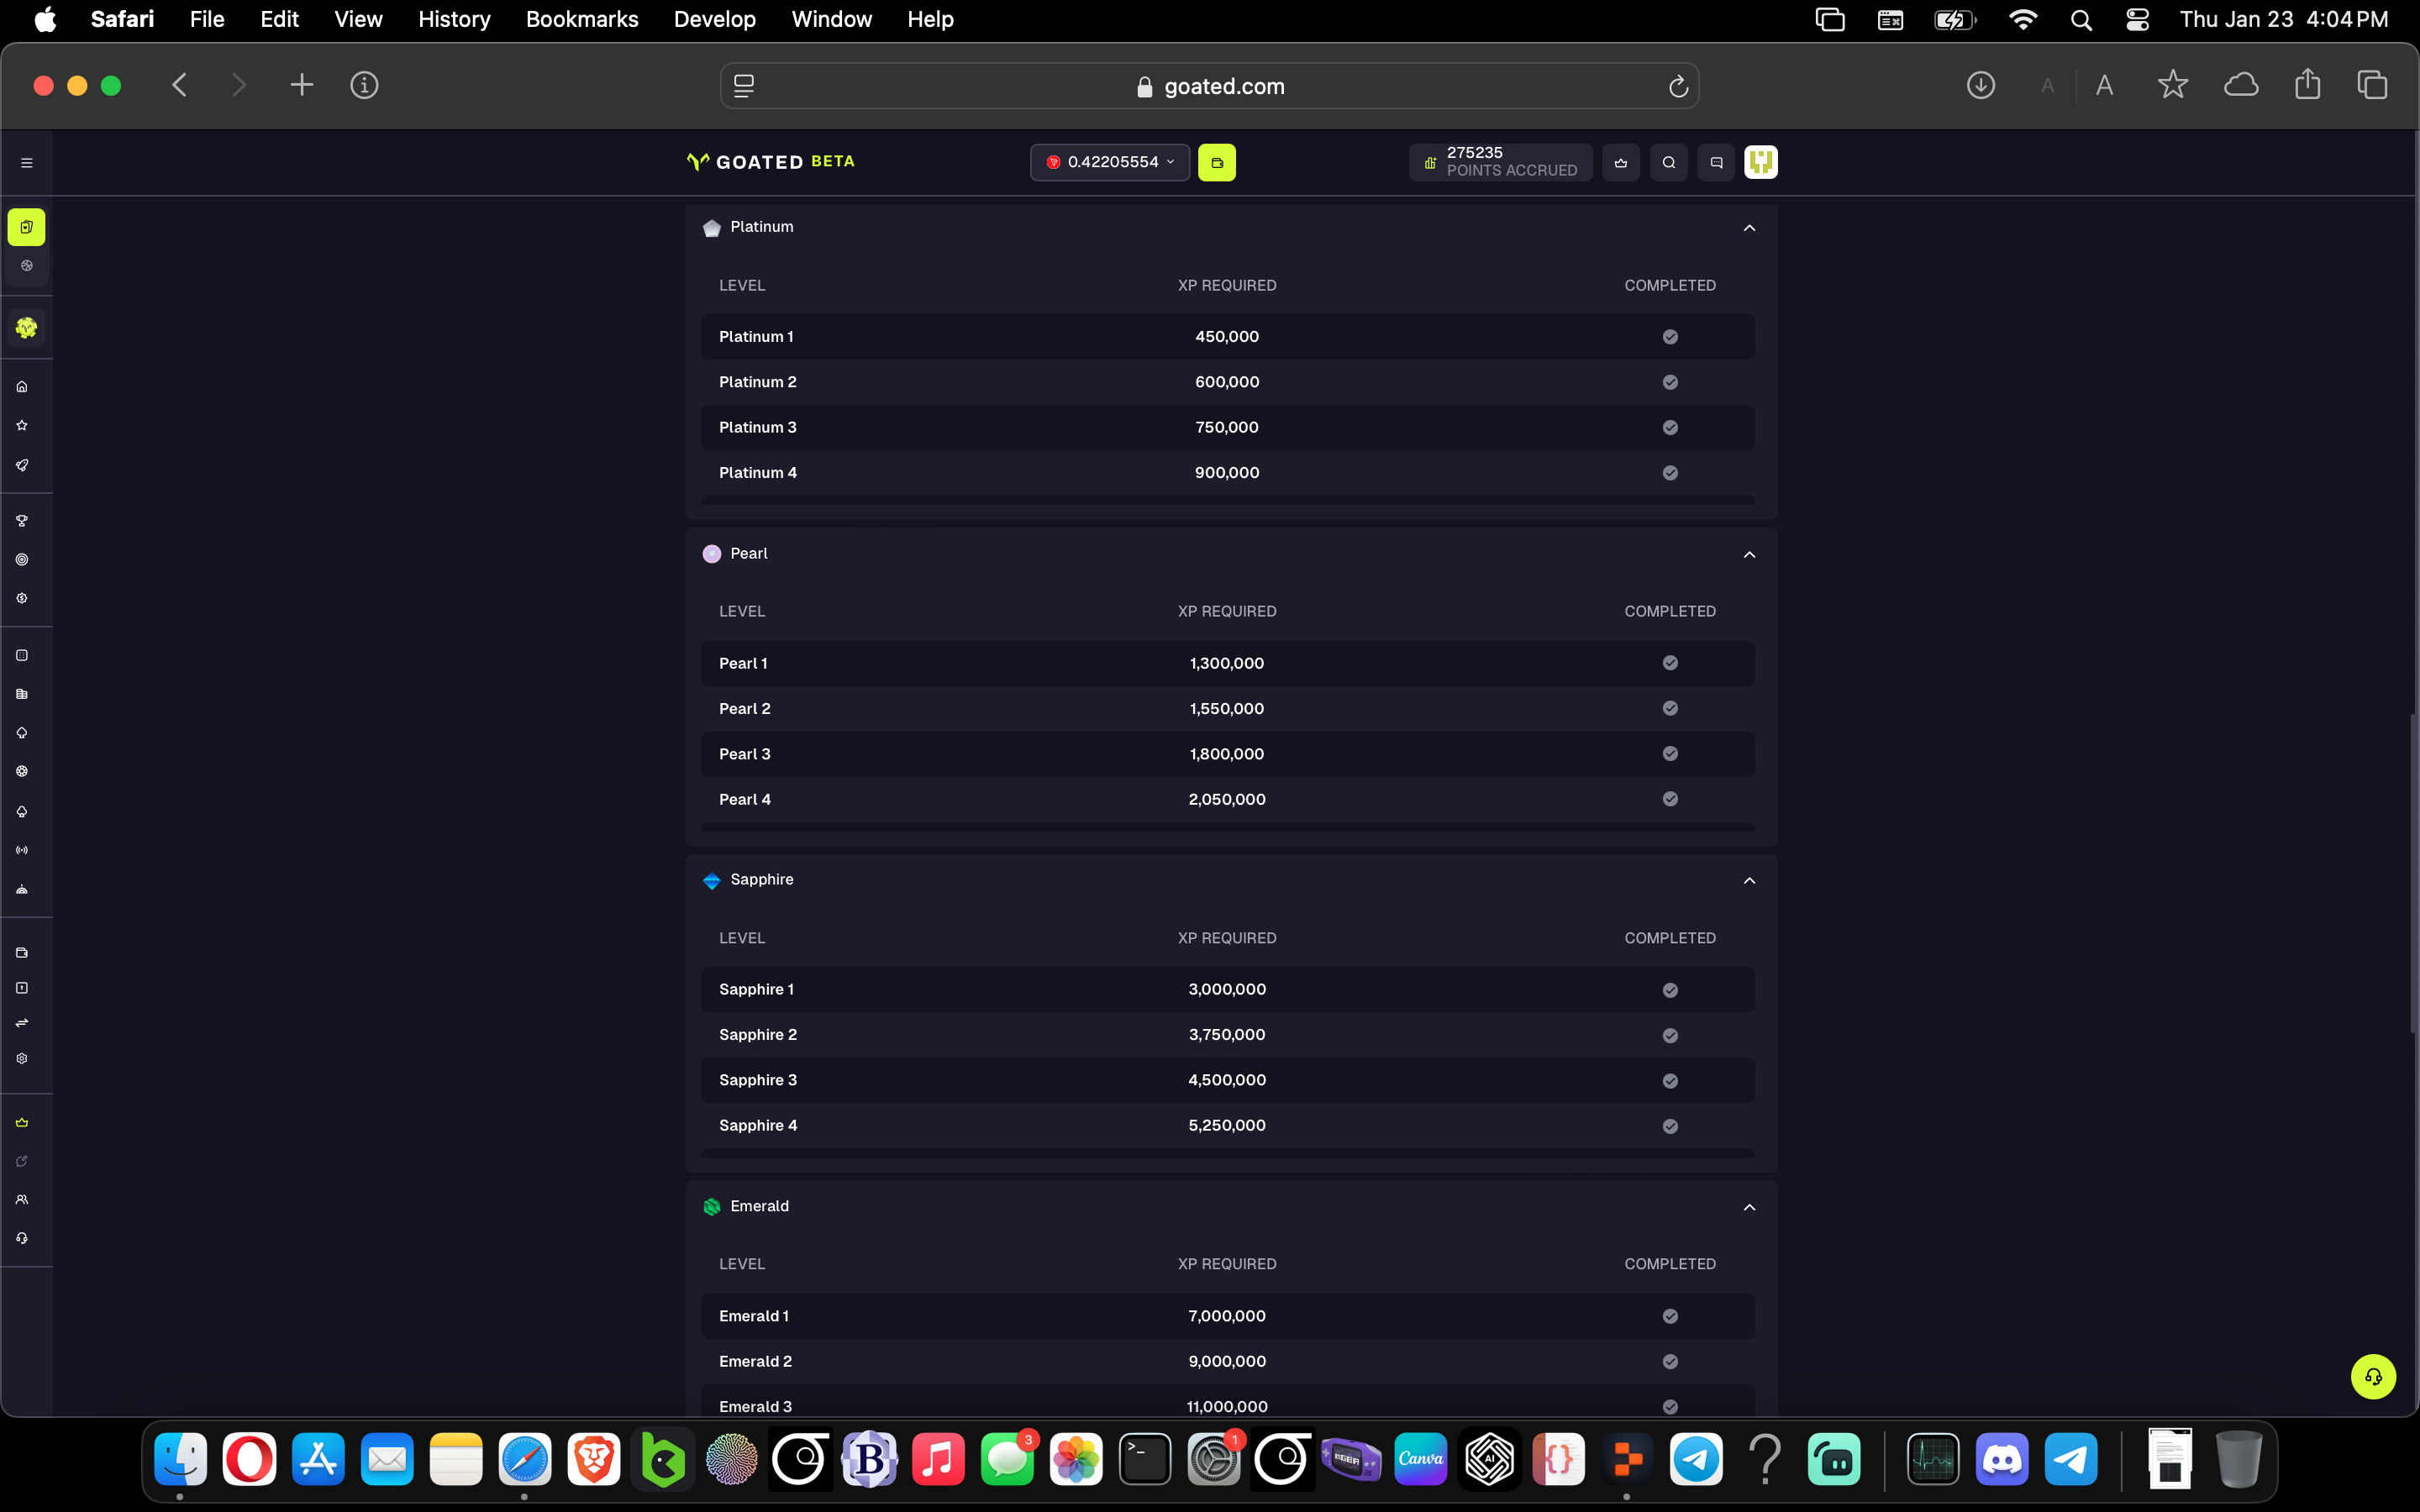 Safari File Edit View History Bookmarks Develop Window Help Thu Jan 23 4:04 PM
goated.com
A A
GOATED BETA 0.42205554 275235
POINTS ACCRUED
Platinum
LEVEL XP REQUIRED COMPLETED
Platinum 1 450,000
Platinum 2 600,000
Platinum 3 750,000
Platinum 4 900,000
Pearl
LEVEL XP REQUIRED COMPLETED
Pearl 1 1,300,000
Pearl 2 1,550,000
Pearl 3 1,800,000
Pearl 4 2,050,000
Sapphire
LEVEL XP REQUIRED COMPLETED
Sapphire 1 3,000,000
Sapphire 2 3,750,000
Sapphire 3 4,500,000
Sapphire 4 5,250,000
Emerald
LEVEL XP REQUIRED COMPLETED
Emerald 1 7,000,000
Emerald 2 9,000,000
Emerald 3 11,000,000
B 3 >_ 1 mGBA Canva AI {} ?